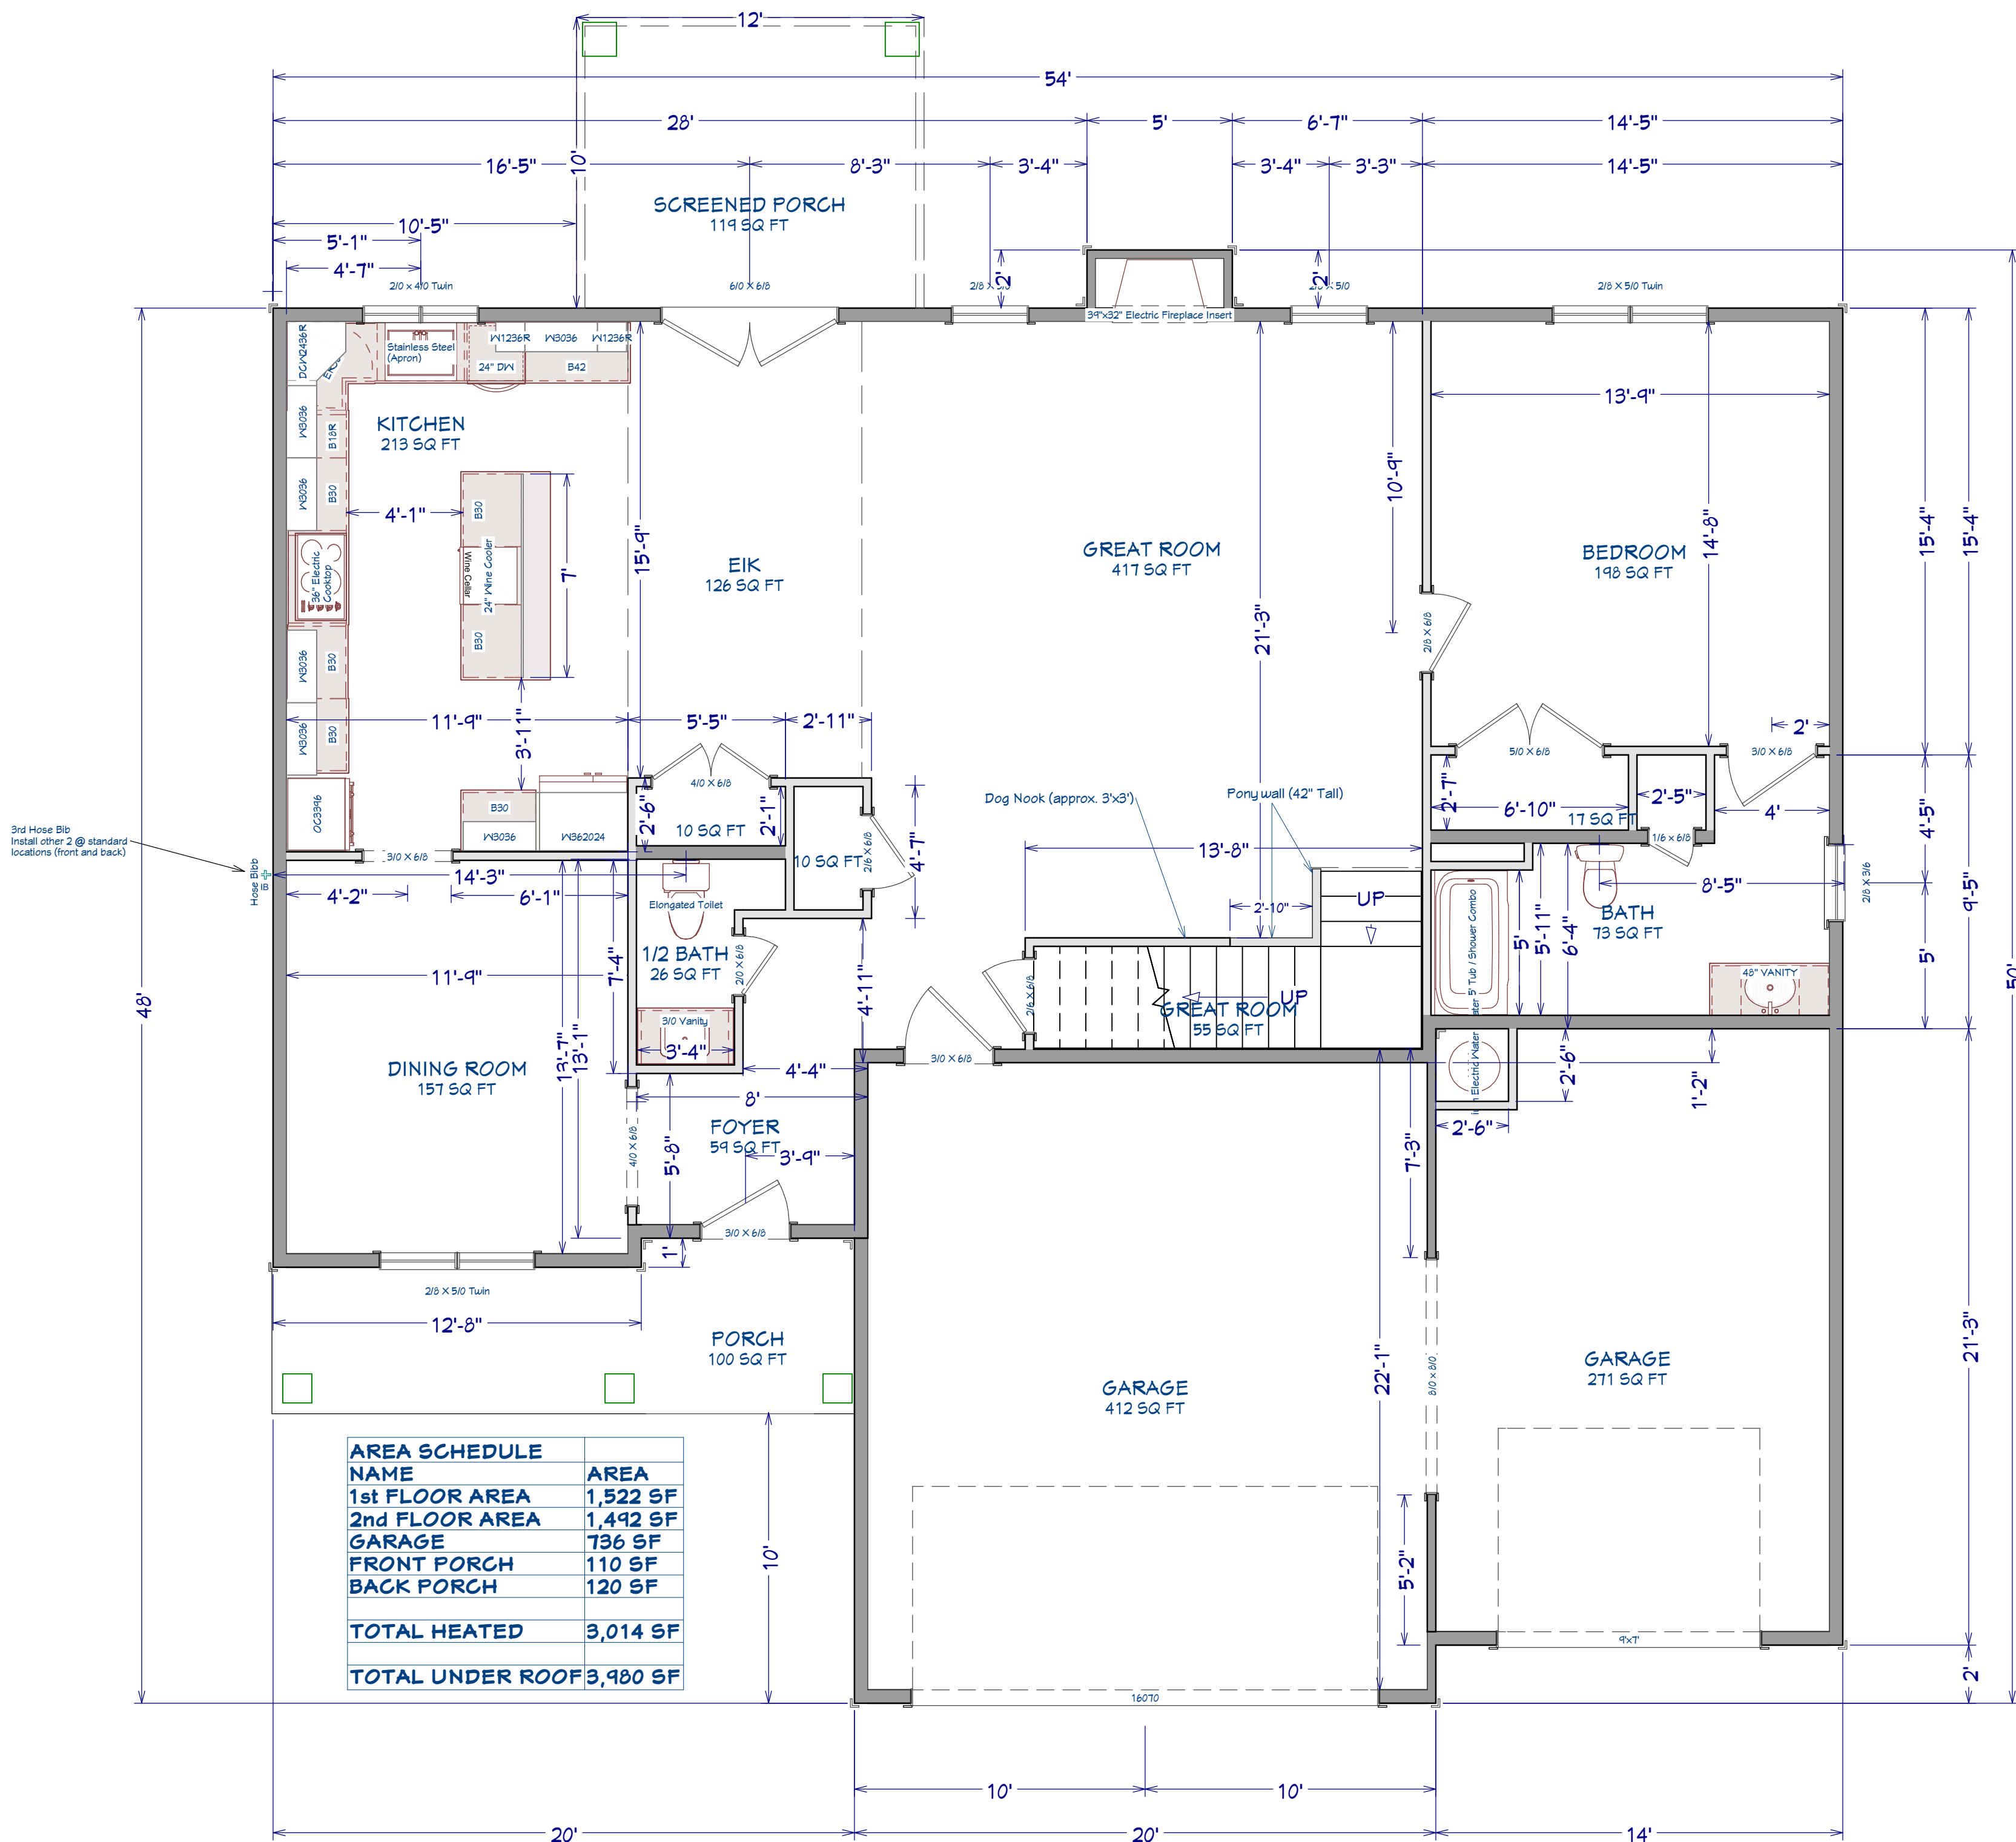 12'
54'
28'
5'
6'-7"
14'-5"
16'-5"
10'
8'-3"
3'-4"
3'-4"
3'-3"
14'-5"
SCREENED PORCH
119 SQ FT
10'-5"
5'-1"
4'-7"
2'
2'
2/0 x 4/0 Twin
6/0 X 6/8
2/8 X 5/0 Twin
39"x32" Electric Fireplace Insert
DCW2436R
Stainless Steel
(Apron)
W1236R
W3036
W1236R
24" DW
B42
KITCHEN
213 SQ FT
W3036
B18R
W3036
B30
4'-1"
B30
7'
36" Electric
Cooktop
Wine Cellar
24" Wine Cooler
B30
W3036
B30
W3036
B30
11'-9"
3'-11"
OC3396
B30
W3036
W362024
15'-9"
EIK
126 SQ FT
5'-5"
2'-11"
4/0 X 6/8
2'-6"
10 SQ FT
2'-1"
10 SQ FT
2/6 X 6/8
4'-7"
GREAT ROOM
417 SQ FT
21'-3"
10'-9"
2/8 X 6/8
13'-9"
BEDROOM
198 SQ FT
14'-8"
15'-4"
15'-4"
2'
5/0 X 6/8
3/0 X 6/8
2'-7"
6'-10"
17 SQ FT
2'-5"
4'
1/6 x 6/8
4'-5"
9'-5"
5'
2/8 X 3/6
3rd Hose Bib
Install other 2 @ standard
locations (front and back)
Hose Bibb
IB
3/0 X 6/8
14'-3"
4'-2"
6'-1"
Elongated Toilet
1/2 BATH
26 SQ FT
2/0 X 6/8
7'-4"
11'-9"
3/0 Vanity
3'-4"
4'-11"
4'-4"
8'
Dog Nook (approx. 3'x3')
Pony wall (42" Tall)
13'-8"
2'-10"
UP
UP
2/6 X 6/8
GREAT ROOM
55 SQ FT
3/0 X 6/8
5' Tub / Shower Combo
5'
5'-11"
6'-4"
BATH
73 SQ FT
8'-5"
48" VANITY
Electric Water
2'-6"
2'-6"
1'-2"
48'
50'
DINING ROOM
157 SQ FT
13'-7"
13'-1"
4/0 X 6/8
FOYER
59 SQ FT
3'-9"
5'-8"
3/0 X 6/8
1'
2/8 X 5/0 Twin
12'-8"
PORCH
100 SQ FT
7'-3"
22'-1"
8/0 x 8/0
5'-2"
21'-3"
GARAGE
412 SQ FT
GARAGE
271 SQ FT
9'x7'
2'
16070
10'
AREA SCHEDULE
NAME AREA
1st FLOOR AREA 1,522 SF
2nd FLOOR AREA 1,492 SF
GARAGE 736 SF
FRONT PORCH 110 SF
BACK PORCH 120 SF
TOTAL HEATED 3,014 SF
TOTAL UNDER ROOF 3,980 SF
10'
10'
20'
20'
14'